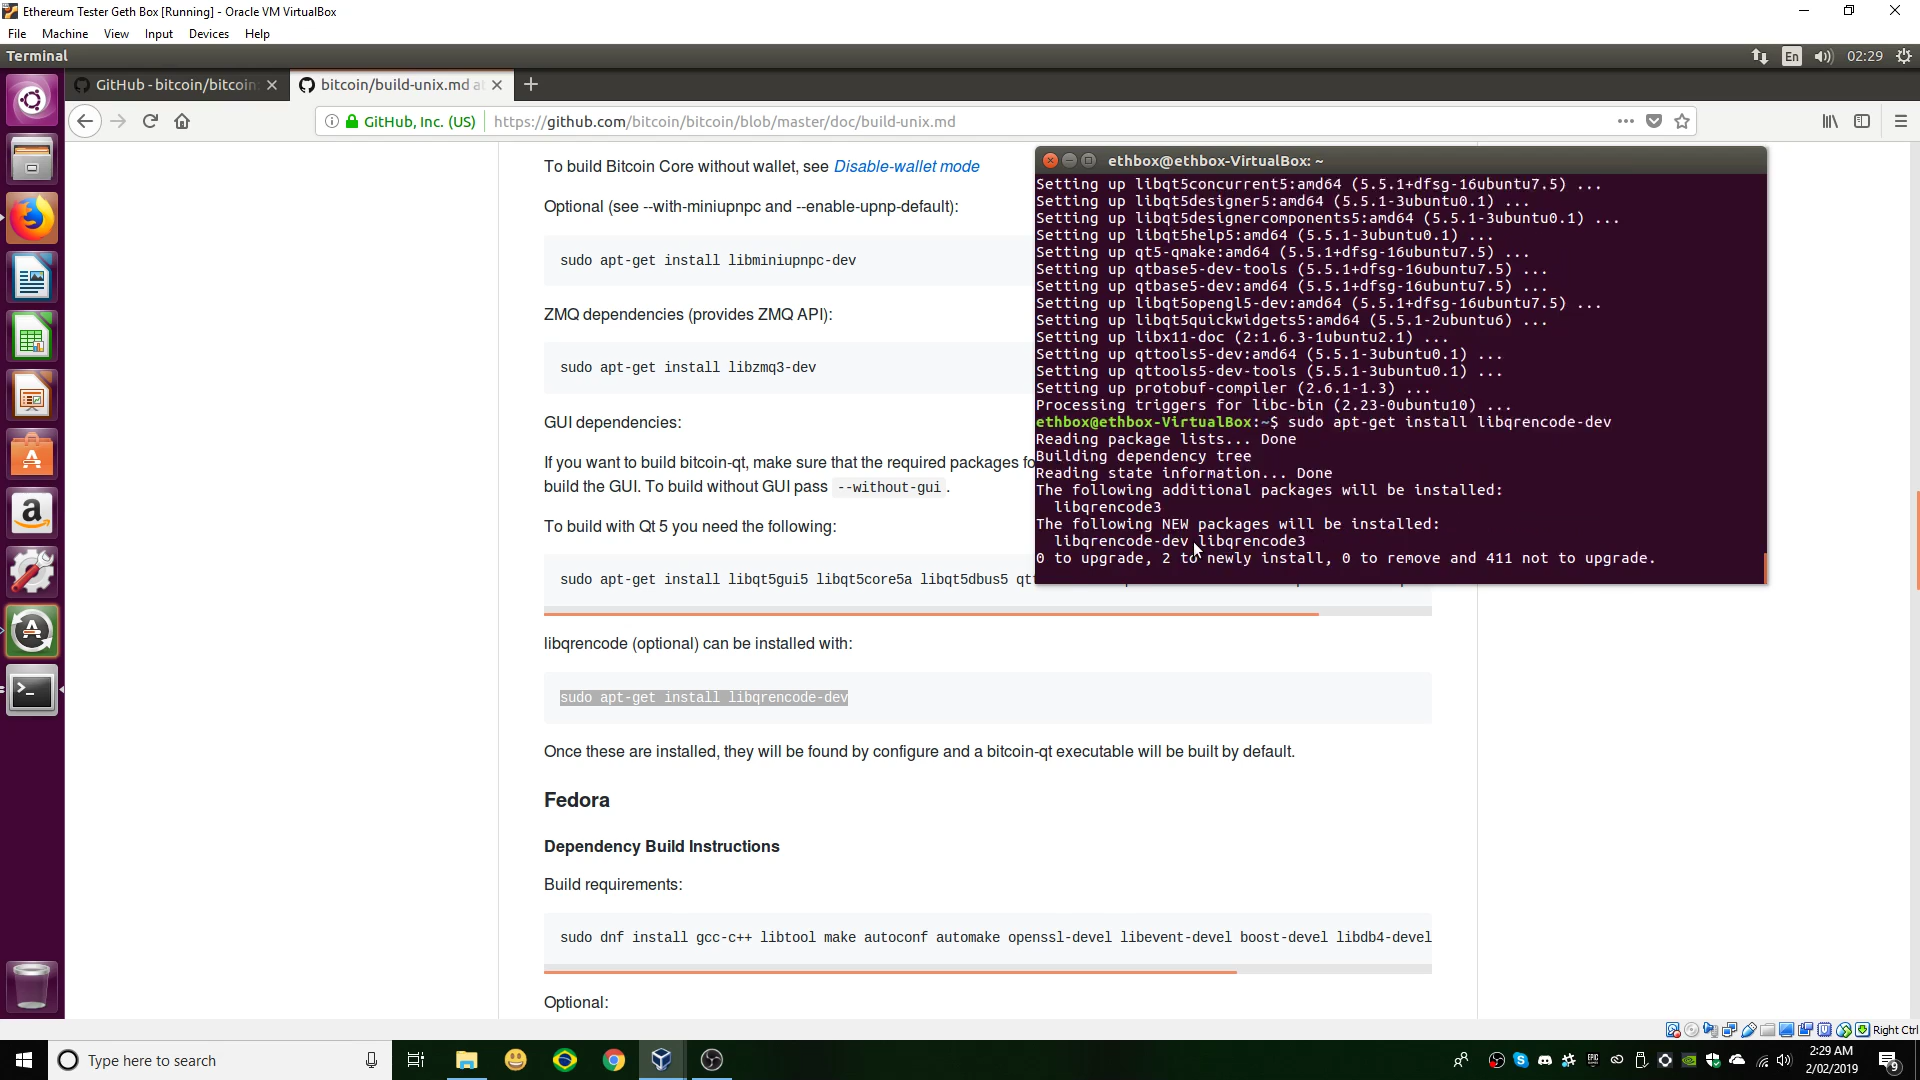 Ethereum Tester Geth Box [Running] - Oracle VM VirtualBox
File Machine View Input Devices Help
Terminal
En
02:29
GitHub - bitcoin/bitcoin:
bitcoin/build-unix.md at
GitHub, Inc. (US)
https://github.com/bitcoin/bitcoin/blob/master/doc/build-unix.md
To build Bitcoin Core without wallet, see Disable-wallet mode
Optional (see --with-miniupnpc and --enable-upnp-default):
sudo apt-get install libminiupnpc-dev
ZMQ dependencies (provides ZMQ API):
sudo apt-get install libzmq3-dev
GUI dependencies:
If you want to build bitcoin-qt, make sure that the required packages fo
build the GUI. To build without GUI pass --without-gui .
To build with Qt 5 you need the following:
sudo apt-get install libqt5gui5 libqt5core5a libqt5dbus5 qt
libqrencode (optional) can be installed with:
sudo apt-get install libqrencode-dev
Once these are installed, they will be found by configure and a bitcoin-qt executable will be built by default.
Fedora
Dependency Build Instructions
Build requirements:
sudo dnf install gcc-c++ libtool make autoconf automake openssl-devel libevent-devel boost-devel libdb4-devel
Optional:
ethbox@ethbox-VirtualBox: ~
Setting up libqt5concurrent5:amd64 (5.5.1+dfsg-16ubuntu7.5) ...
Setting up libqt5designer5:amd64 (5.5.1-3ubuntu0.1) ...
Setting up libqt5designercomponents5:amd64 (5.5.1-3ubuntu0.1) ...
Setting up libqt5help5:amd64 (5.5.1-3ubuntu0.1) ...
Setting up qt5-qmake:amd64 (5.5.1+dfsg-16ubuntu7.5) ...
Setting up qtbase5-dev-tools (5.5.1+dfsg-16ubuntu7.5) ...
Setting up qtbase5-dev:amd64 (5.5.1+dfsg-16ubuntu7.5) ...
Setting up libqt5opengl5-dev:amd64 (5.5.1+dfsg-16ubuntu7.5) ...
Setting up libqt5quickwidgets5:amd64 (5.5.1-2ubuntu6) ...
Setting up libx11-doc (2:1.6.3-1ubuntu2.1) ...
Setting up qttools5-dev:amd64 (5.5.1-3ubuntu0.1) ...
Setting up qttools5-dev-tools (5.5.1-3ubuntu0.1) ...
Setting up protobuf-compiler (2.6.1-1.3) ...
Processing triggers for libc-bin (2.23-0ubuntu10) ...
ethbox@ethbox-VirtualBox:~$ sudo apt-get install libqrencode-dev
Reading package lists... Done
Building dependency tree
Reading state information... Done
The following additional packages will be installed:
libqrencode3
The following NEW packages will be installed:
libqrencode-dev libqrencode3
0 to upgrade, 2 to newly install, 0 to remove and 411 not to upgrade.
Right Ctrl
Type here to search
2:29 AM
2/02/2019
9